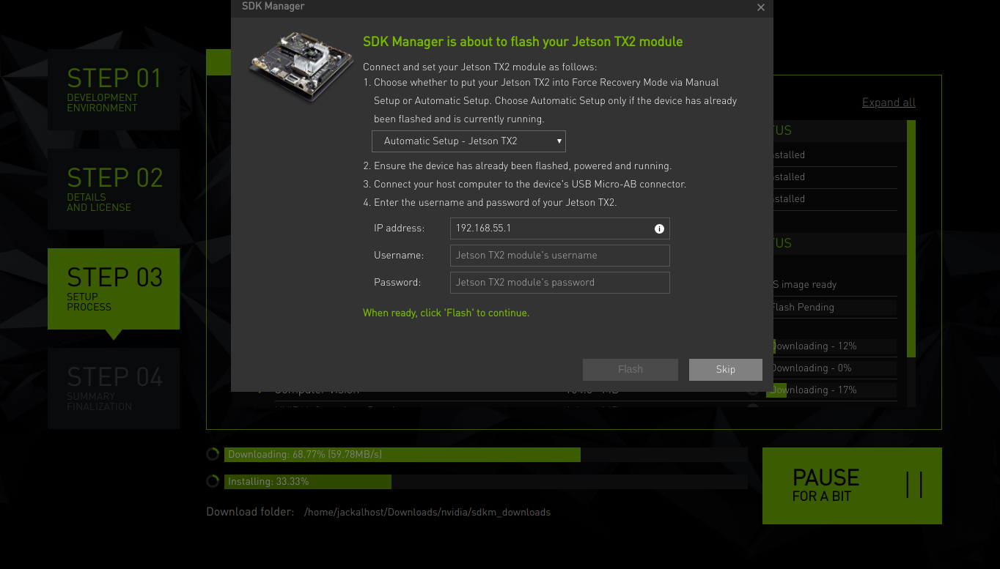 SDK Manager
SDK Manager is about to flash your Jetson TX2 module
Connect and set your Jetson TX2 module as follows:
1. Choose whether to put your Jetson TX2 into Force Recovery Mode via Manual
Setup or Automatic Setup. Choose Automatic Setup only if the device has already
been flashed and is currently running.
Automatic Setup - Jetson TX2
2. Ensure the device has already been flashed, powered and running.
3. Connect your host computer to the device's USB Micro-AB connector.
4. Enter the username and password of your Jetson TX2.
IP address: 192.168.55.1
Username: Jetson TX2 module's username
Password: Jetson TX2 module's password
When ready, click 'Flash' to continue.
Flash Skip
STEP 01
DEVELOPMENT
ENVIRONMENT
STEP 02
DETAILS
AND LICENSE
STEP 03
SETUP
PROCESS
STEP 04
SUMMARY
FINALIZATION
Expand all
TUS
nstalled
nstalled
nstalled
TUS
S image ready
Flash Pending
Downloading - 12%
Downloading - 0%
Downloading - 17%
Computer Vision
Downloading: 68.77% (59.78MB/s)
Installing: 33.33%
Download folder: /home/jackalhost/Downloads/nvidia/sdkm_downloads
PAUSE
FOR A BIT